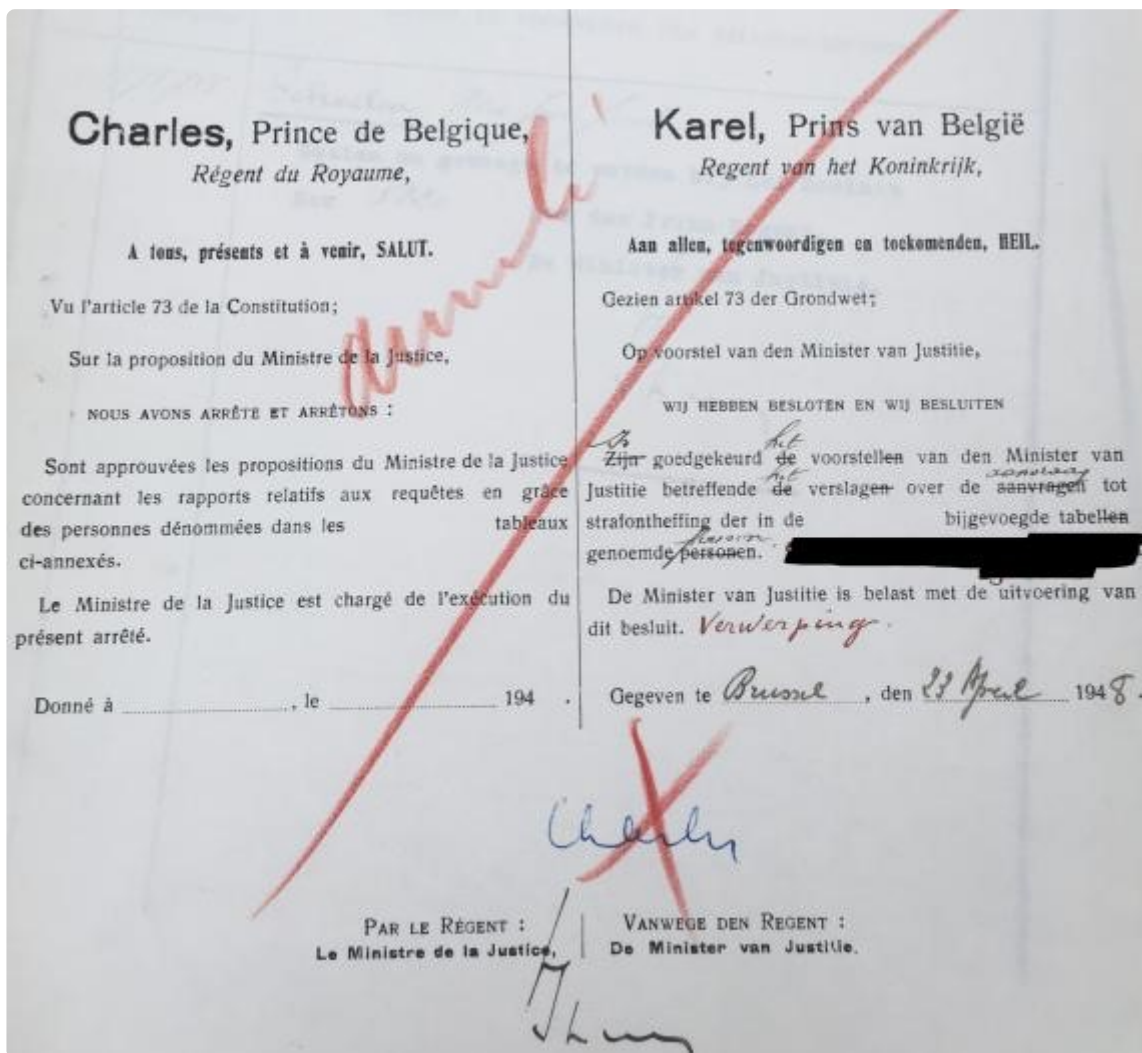 Charles, Prince de Belgique,
Régent du Royaume,
A tous, présents et à venir, SALUT.
Vu l'article 73 de la Constitution;
Sur la proposition du Ministre de la Justice,
NOUS AVONS ARRÊTÉ ET ARRÊTONS :
Sont approuvées les propositions du Ministre de la Justice
concernant les rapports relatifs aux requêtes en grâce
des personnes dénommées dans les tableaux
ci-annexés.
Le Ministre de la Justice est chargé de l'exécution du
présent arrêté.
Donné à , le 194 .
annulé
Karel, Prins van België
Regent van het Koninkrijk,
Aan allen, tegenwoordigen en toekomenden, HEIL.
Gezien artikel 73 der Grondwet;
Op voorstel van den Minister van Justitie,
WIJ HEBBEN BESLOTEN EN WIJ BESLUITEN
Is het
Zijn goedgekeurd de voorstellen van den Minister van
het aanvraag
Justitie betreffende de verslagen over de aanvragen tot
strafontheffing der in de bijgevoegde tabellen
persoon
genoemde personen.
De Minister van Justitie is belast met de uitvoering van
dit besluit. Verwerping.
Gegeven te Brussel, den 23 April 1948.
Charles
PAR LE RÉGENT :
Le Ministre de la Justice,
VANWEGE DEN REGENT :
De Minister van Justitie.